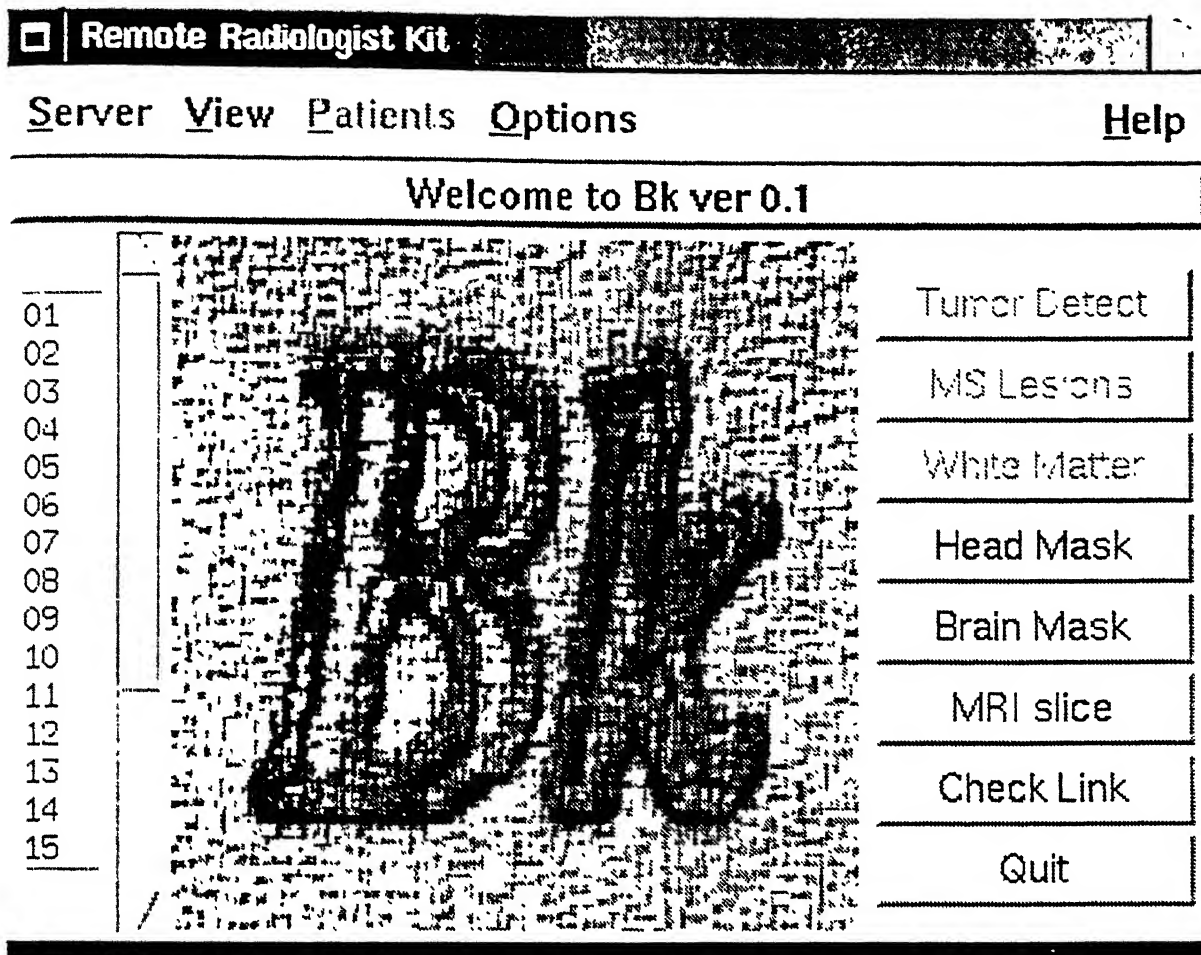 Remote Radiologist Kit
Server View Patients Options Help
Welcome to Bk ver 0.1
01
02
03
04
05
06
07
08
09
10
11
12
13
14
15
Bk
Tumor Detect
MS Lesions
White Matter
Head Mask
Brain Mask
MRI slice
Check Link
Quit